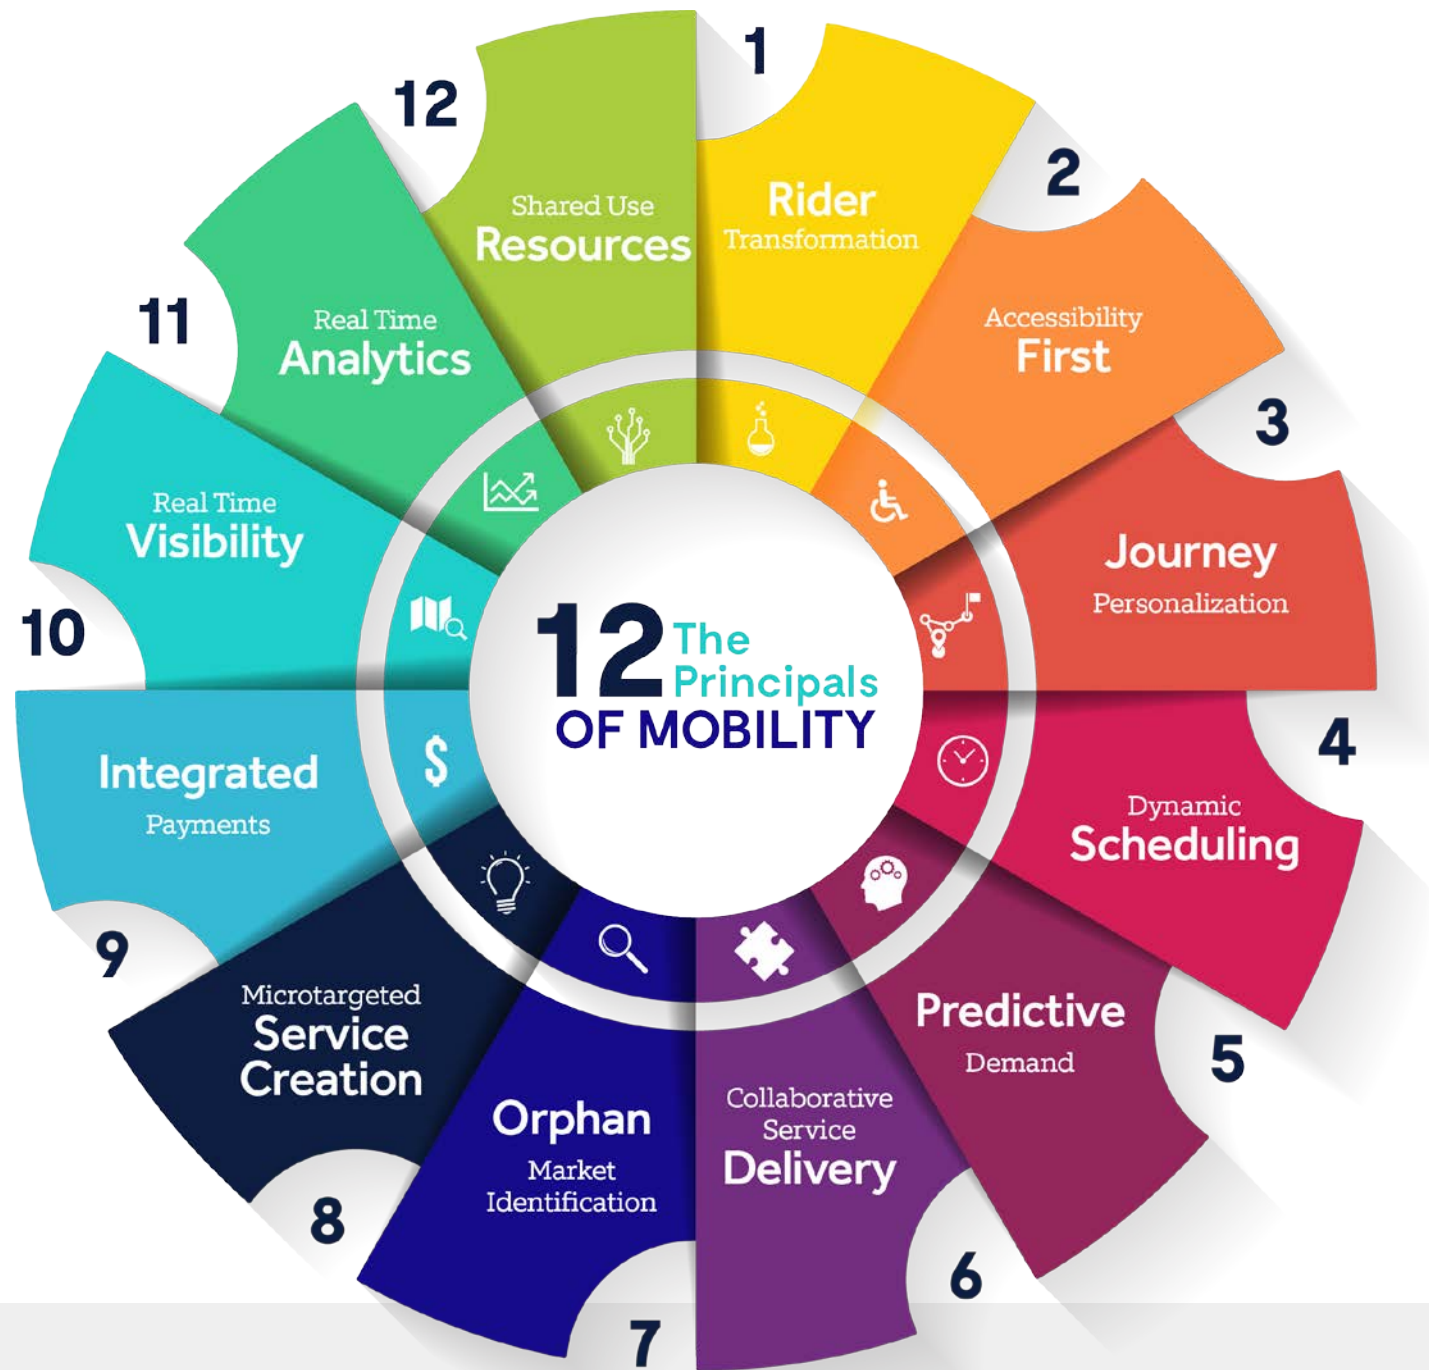 12 The
Principals
OF MOBILITY
1
Rider
Transformation
2
Accessibility
First
3
Journey
Personalization
4
Dynamic
Scheduling
5
Predictive
Demand
6
Collaborative
Service
Delivery
7
Orphan
Market
Identification
8
Microtargeted
Service
Creation
9
Integrated
Payments
$
10
Real Time
Visibility
11
Real Time
Analytics
12
Shared Use
Resources